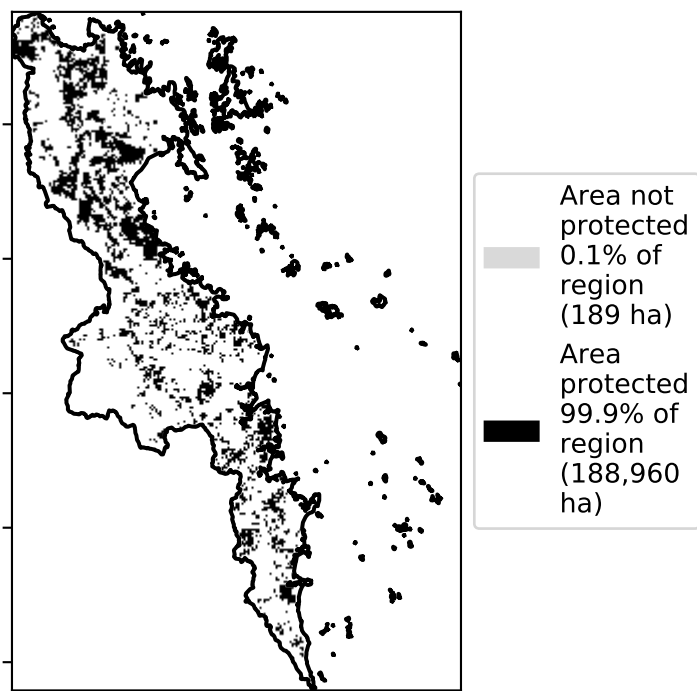 Area not
protected
0.1% of
region
(189 ha)
Area
protected
99.9% of
region
(188,960
ha)